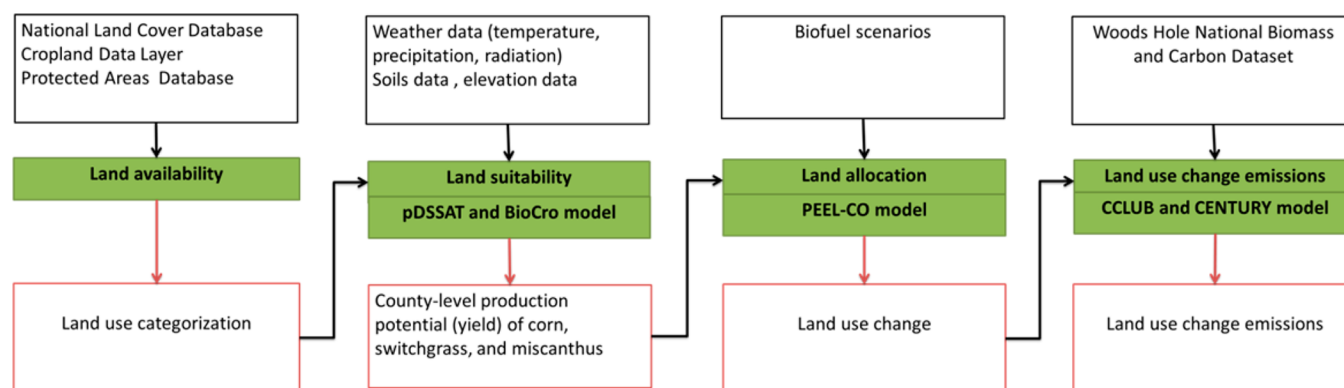 National Land Cover Database
Cropland Data Layer
Protected Areas Database
Weather data (temperature,
precipitation, radiation)
Soils data , elevation data
Biofuel scenarios
Woods Hole National Biomass
and Carbon Dataset
Land availability
Land suitability
pDSSAT and BioCro model
Land allocation
PEEL-CO model
Land use change emissions
CCLUB and CENTURY model
Land use categorization
County-level production
potential (yield) of corn,
switchgrass, and miscanthus
Land use change
Land use change emissions